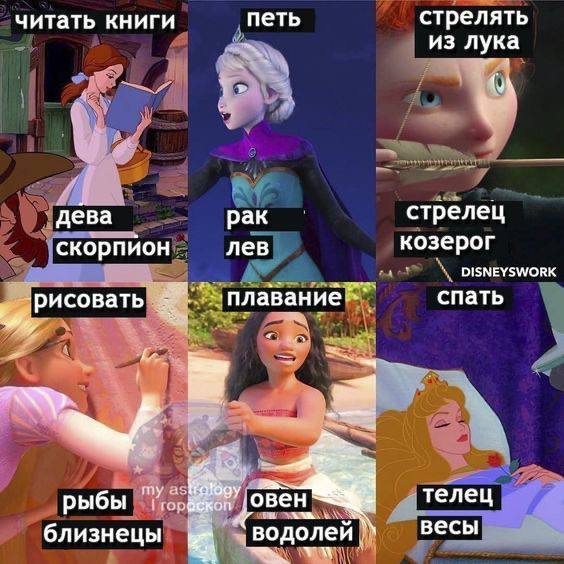 читать книги
петь
стрелять
из лука
дева
скорпион
рак
лев
стрелец
козерог
DISNEYSWORK
рисовать
плавание
спать
my astrology
| гороскоп
рыбы
близнецы
овен
водолей
телец
весы